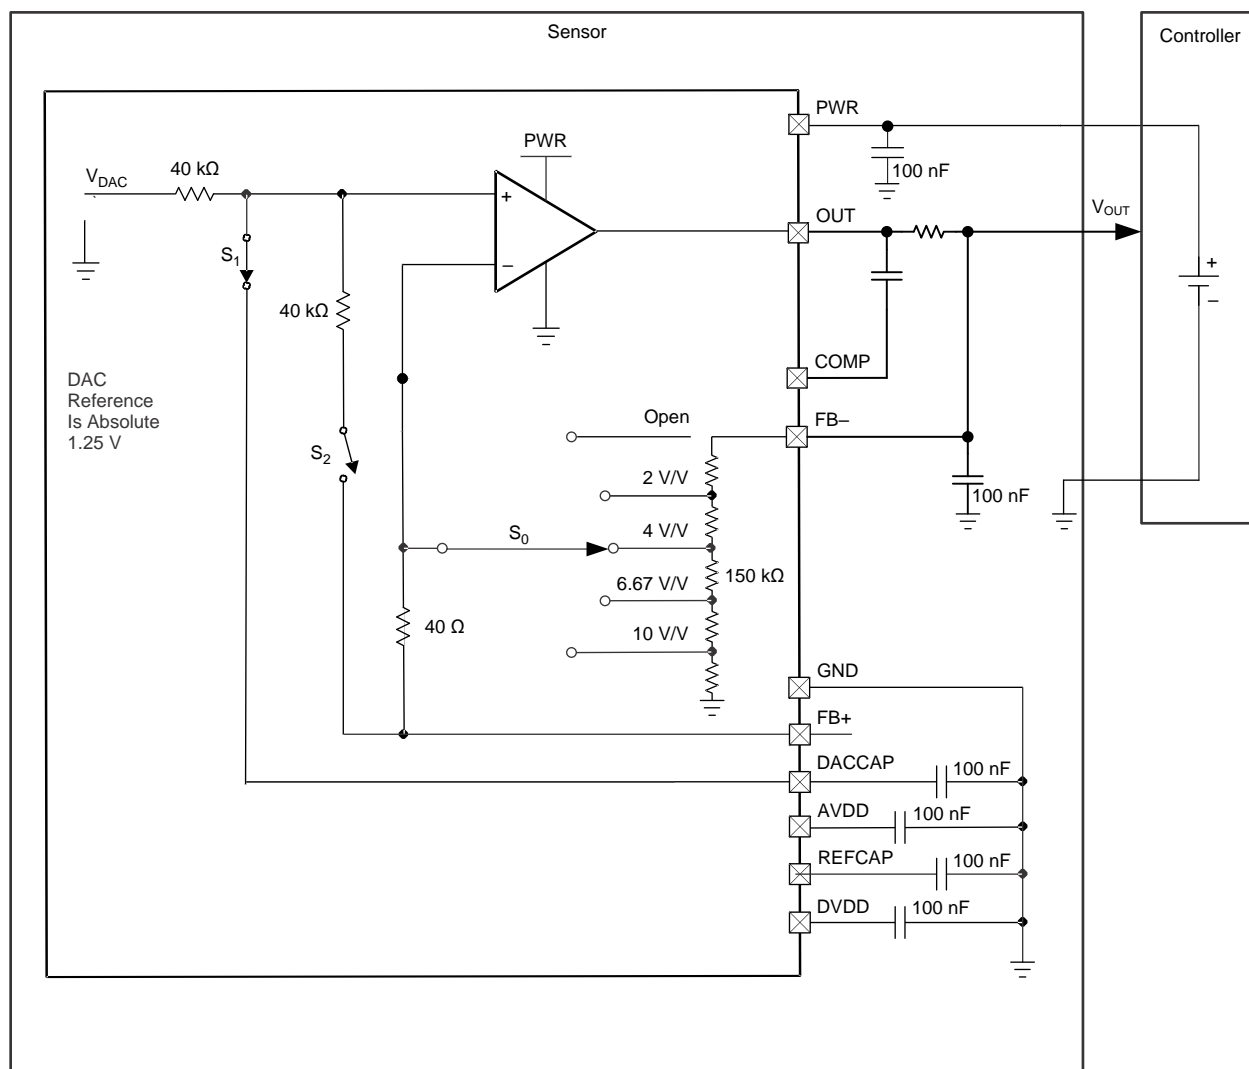 Sensor
Controller
PWR
PWR
40 kΩ
VDAC
100 nF
+
OUT
VOUT
S1
−
+
−
40 kΩ
COMP
DAC
Reference
Is Absolute
1.25 V
Open
FB–
S2
2 V/V
100 nF
S0
4 V/V
150 kΩ
6.67 V/V
40 Ω
10 V/V
GND
FB+
DACCAP
100 nF
AVDD
100 nF
REFCAP
100 nF
DVDD
100 nF